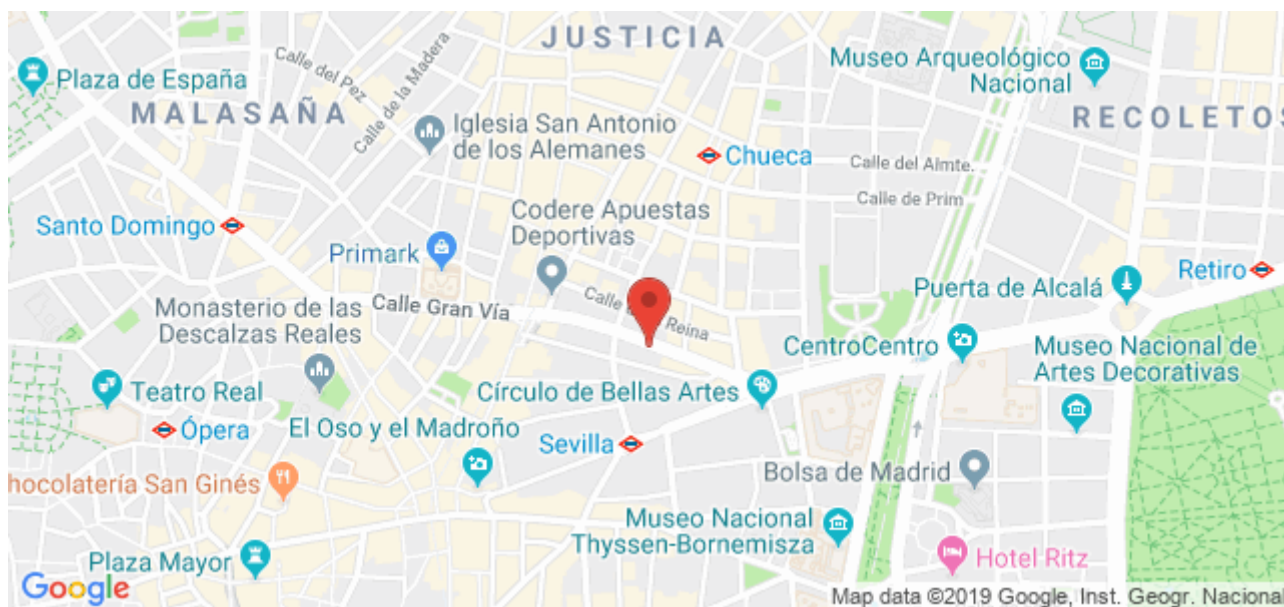 JUSTICIA
Museo Arqueológico
Nacional
Plaza de España
Calle del Pez
Calle de la Madera
MALASAÑA
RECOLETOS
Iglesia San Antonio
de los Alemanes
Chueca
Calle del Almte.
Calle de Prim
Santo Domingo
Codere Apuestas
Deportivas
Primark
Retiro
Puerta de Alcalá
Calle Gran Vía
Reina
Monasterio de las
Descalzas Reales
CentroCentro
Museo Nacional de
Artes Decorativas
Teatro Real
Círculo de Bellas Artes
Ópera
El Oso y el Madroño
Sevilla
Bolsa de Madrid
hocolatería San Ginés
Museo Nacional
Thyssen-Bornemisza
Plaza Mayor
Hotel Ritz
Google
Map data ©2019 Google, Inst. Geogr. Naciona